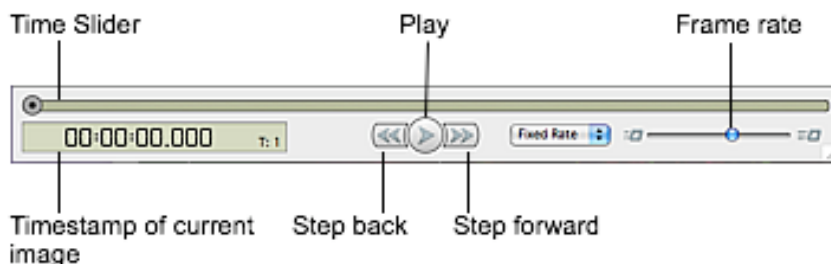 Time Slider
Play
Frame rate
00:00:00.000
T: 1
Fixed Rate
Timestamp of current
image
Step back
Step forward